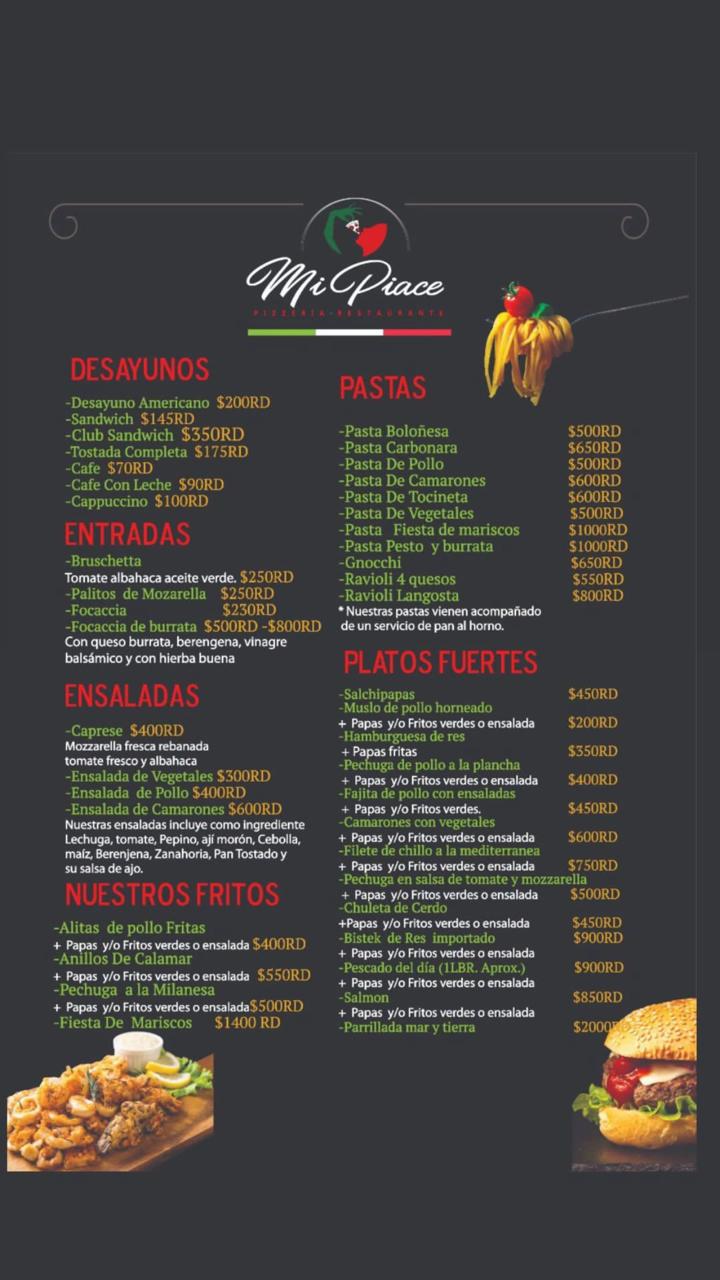 Mi Piace
PIZZERIA-RESTAURANTE
DESAYUNOS
-Desayuno Americano $200RD
-Sandwich $145RD
-Club Sandwich $350RD
-Tostada Completa $175RD
-Cafe $70RD
-Cafe Con Leche $90RD
-Cappuccino $100RD
ENTRADAS
-Bruschetta
Tomate albahaca aceite verde. $250RD
-Palitos de Mozarella $250RD
-Focaccia $230RD
-Focaccia de burrata $500RD -$800RD
Con queso burrata, berengena, vinagre
balsámico y con hierba buena
ENSALADAS
-Caprese $400RD
Mozzarella fresca rebanada
tomate fresco y albahaca
-Ensalada de Vegetales $300RD
-Ensalada de Pollo $400RD
-Ensalada de Camarones $600RD
Nuestras ensaladas incluye como ingrediente
Lechuga, tomate, Pepino, ají morón, Cebolla,
maíz, Berenjena, Zanahoria, Pan Tostado y
su salsa de ajo.
NUESTROS FRITOS
-Alitas de pollo Fritas
+ Papas y/o Fritos verdes o ensalada $400RD
-Anillos De Calamar
+ Papas y/o Fritos verdes o ensalada $550RD
-Pechuga a la Milanesa
+ Papas y/o Fritos verdes o ensalada $500RD
-Fiesta De Mariscos $1400 RD
PASTAS
-Pasta Boloñesa $500RD
-Pasta Carbonara $650RD
-Pasta De Pollo $500RD
-Pasta De Camarones $600RD
-Pasta De Tocineta $600RD
-Pasta De Vegetales $500RD
-Pasta Fiesta de mariscos $1000RD
-Pasta Pesto y burrata $1000RD
-Gnocchi $650RD
-Ravioli 4 quesos $550RD
-Ravioli Langosta $800RD
* Nuestras pastas vienen acompañado
de un servicio de pan al horno.
PLATOS FUERTES
-Salchipapas $450RD
-Muslo de pollo horneado
+ Papas y/o Fritos verdes o ensalada $200RD
-Hamburguesa de res
+ Papas fritas $350RD
-Pechuga de pollo a la plancha
+ Papas y/o Fritos verdes o ensalada $400RD
-Fajita de pollo con ensaladas
+ Papas y/o Fritos verdes. $450RD
-Camarones con vegetales
+ Papas y/o Fritos verdes o ensalada $600RD
-Filete de chillo a la mediterranea
+ Papas y/o Fritos verdes o ensalada $750RD
-Pechuga en salsa de tomate y mozzarella
+ Papas y/o Fritos verdes o ensalada $500RD
-Chuleta de Cerdo
+Papas y/o Fritos verdes o ensalada $450RD
-Bistek de Res importado $900RD
+ Papas y/o Fritos verdes o ensalada
-Pescado del día (1LBR. Aprox.) $900RD
+ Papas y/o Fritos verdes o ensalada
-Salmon $850RD
+ Papas y/o Fritos verdes o ensalada
-Parrillada mar y tierra $2000